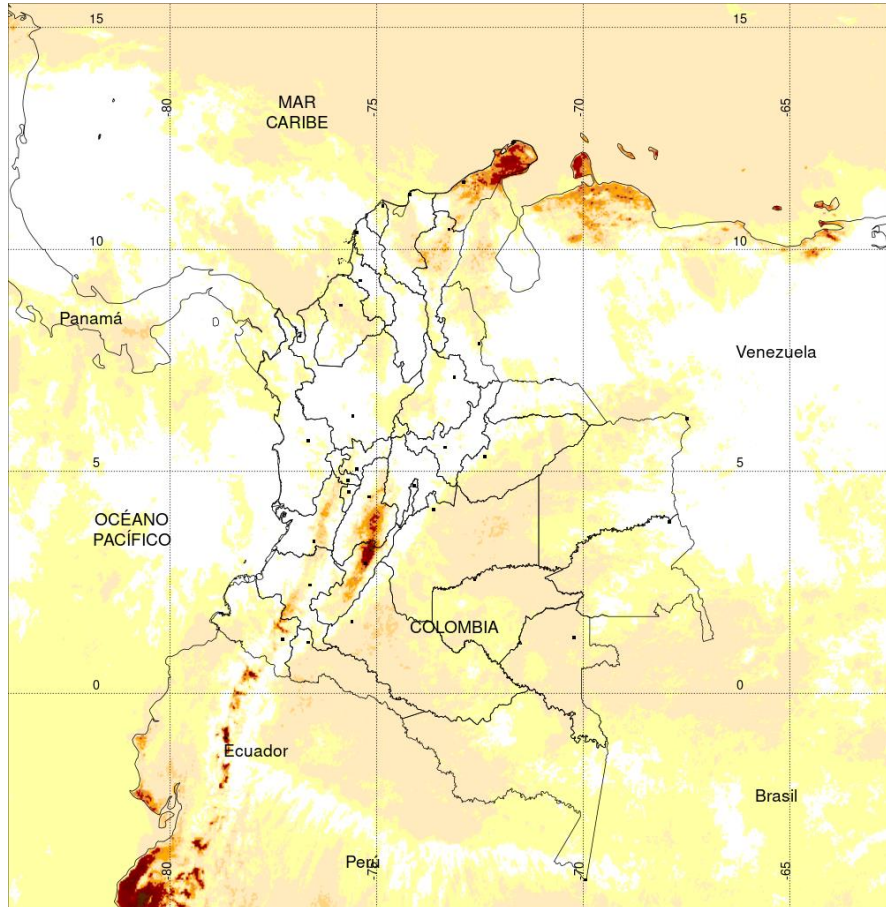 15
15
-80
-75
-70
-65
MAR
CARIBE
10
10
Panamá
Venezuela
5
5
OCÉANO
PACÍFICO
COLOMBIA
0
0
Ecuador
Brasil
Perú
-80
-75
-70
-65